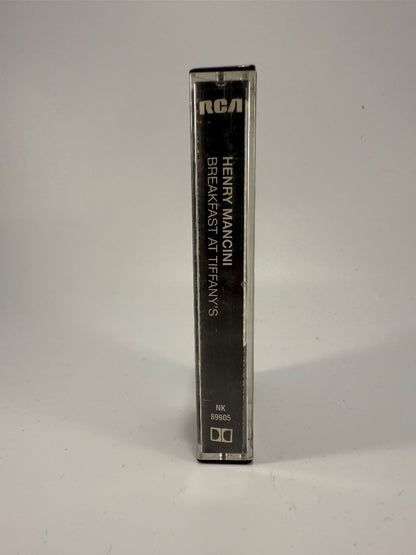 RCA
HENRY MANCINI
BREAKFAST AT TIFFANY'S
NK
89905